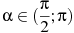 α ∈ (π/2; π)